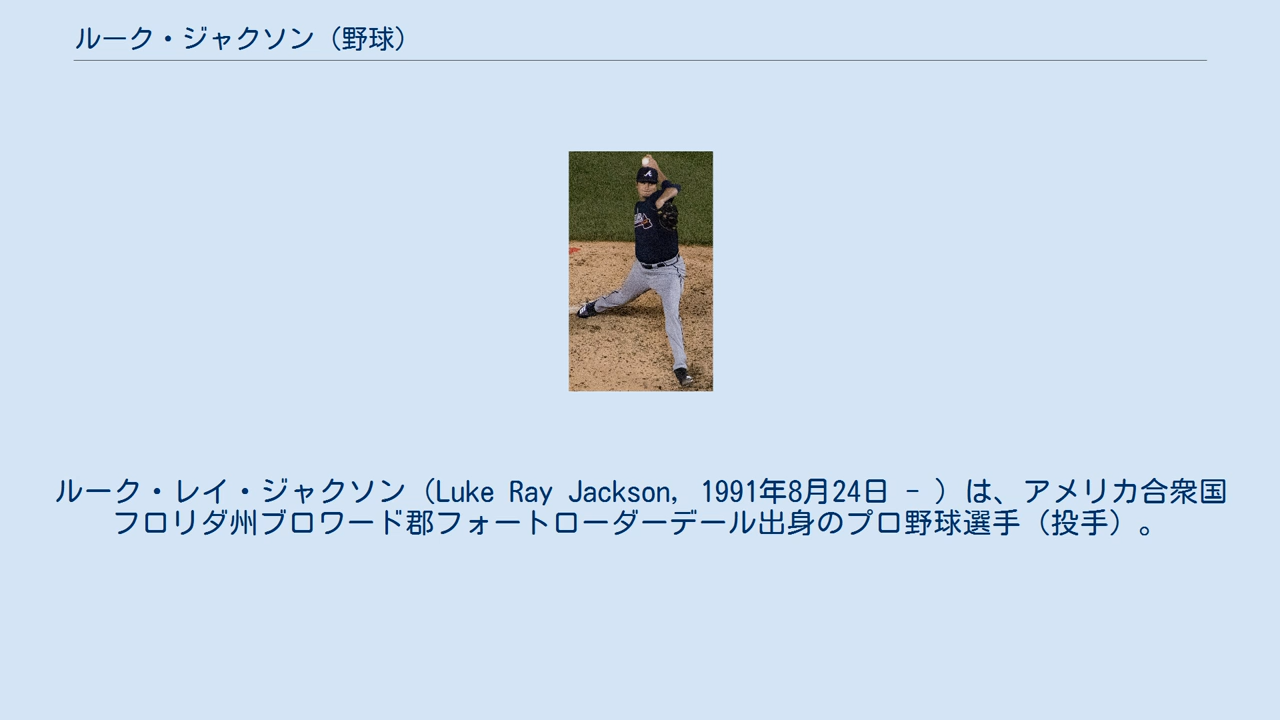 ルーク・ジャクソン（野球）
ルーク・レイ・ジャクソン（Luke Ray Jackson, 1991年8月24日 - ）は、アメリカ合衆国
フロリダ州ブロワード郡フォートローダーデール出身のプロ野球選手（投手）。